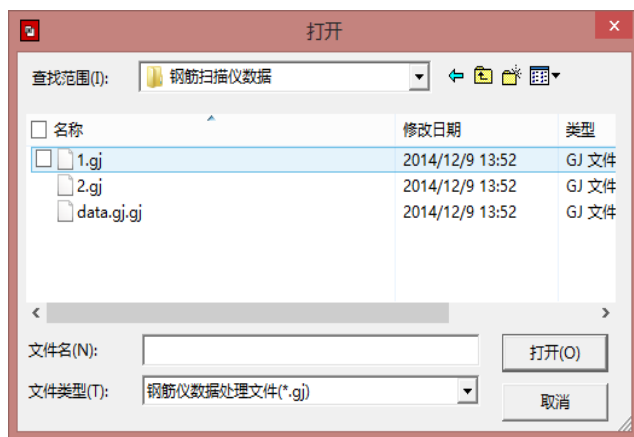 打开
查找范围(I): 钢筋扫描仪数据
名称 修改日期 类型
1.gj 2014/12/9 13:52 GJ 文件
2.gj 2014/12/9 13:52 GJ 文件
data.gj.gj 2014/12/9 13:52 GJ 文件
文件名(N): 打开(O)
文件类型(T): 钢筋仪数据处理文件(*.gj) 取消